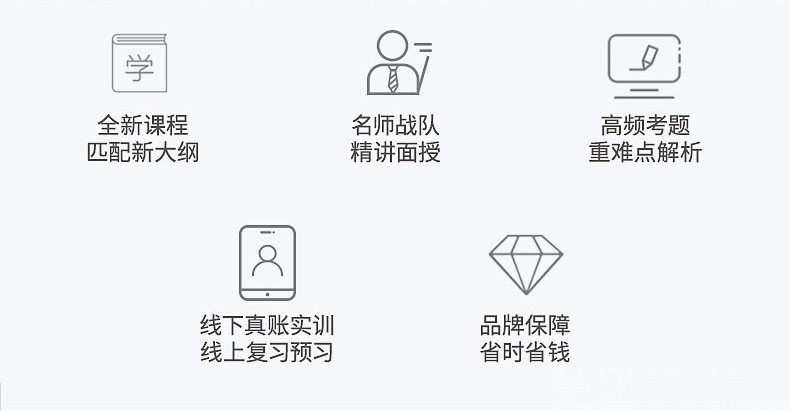 学
全新课程
匹配新大纲
名师战队
精讲面授
高频考题
重难点解析
线下真账实训
线上复习预习
品牌保障
省时省钱